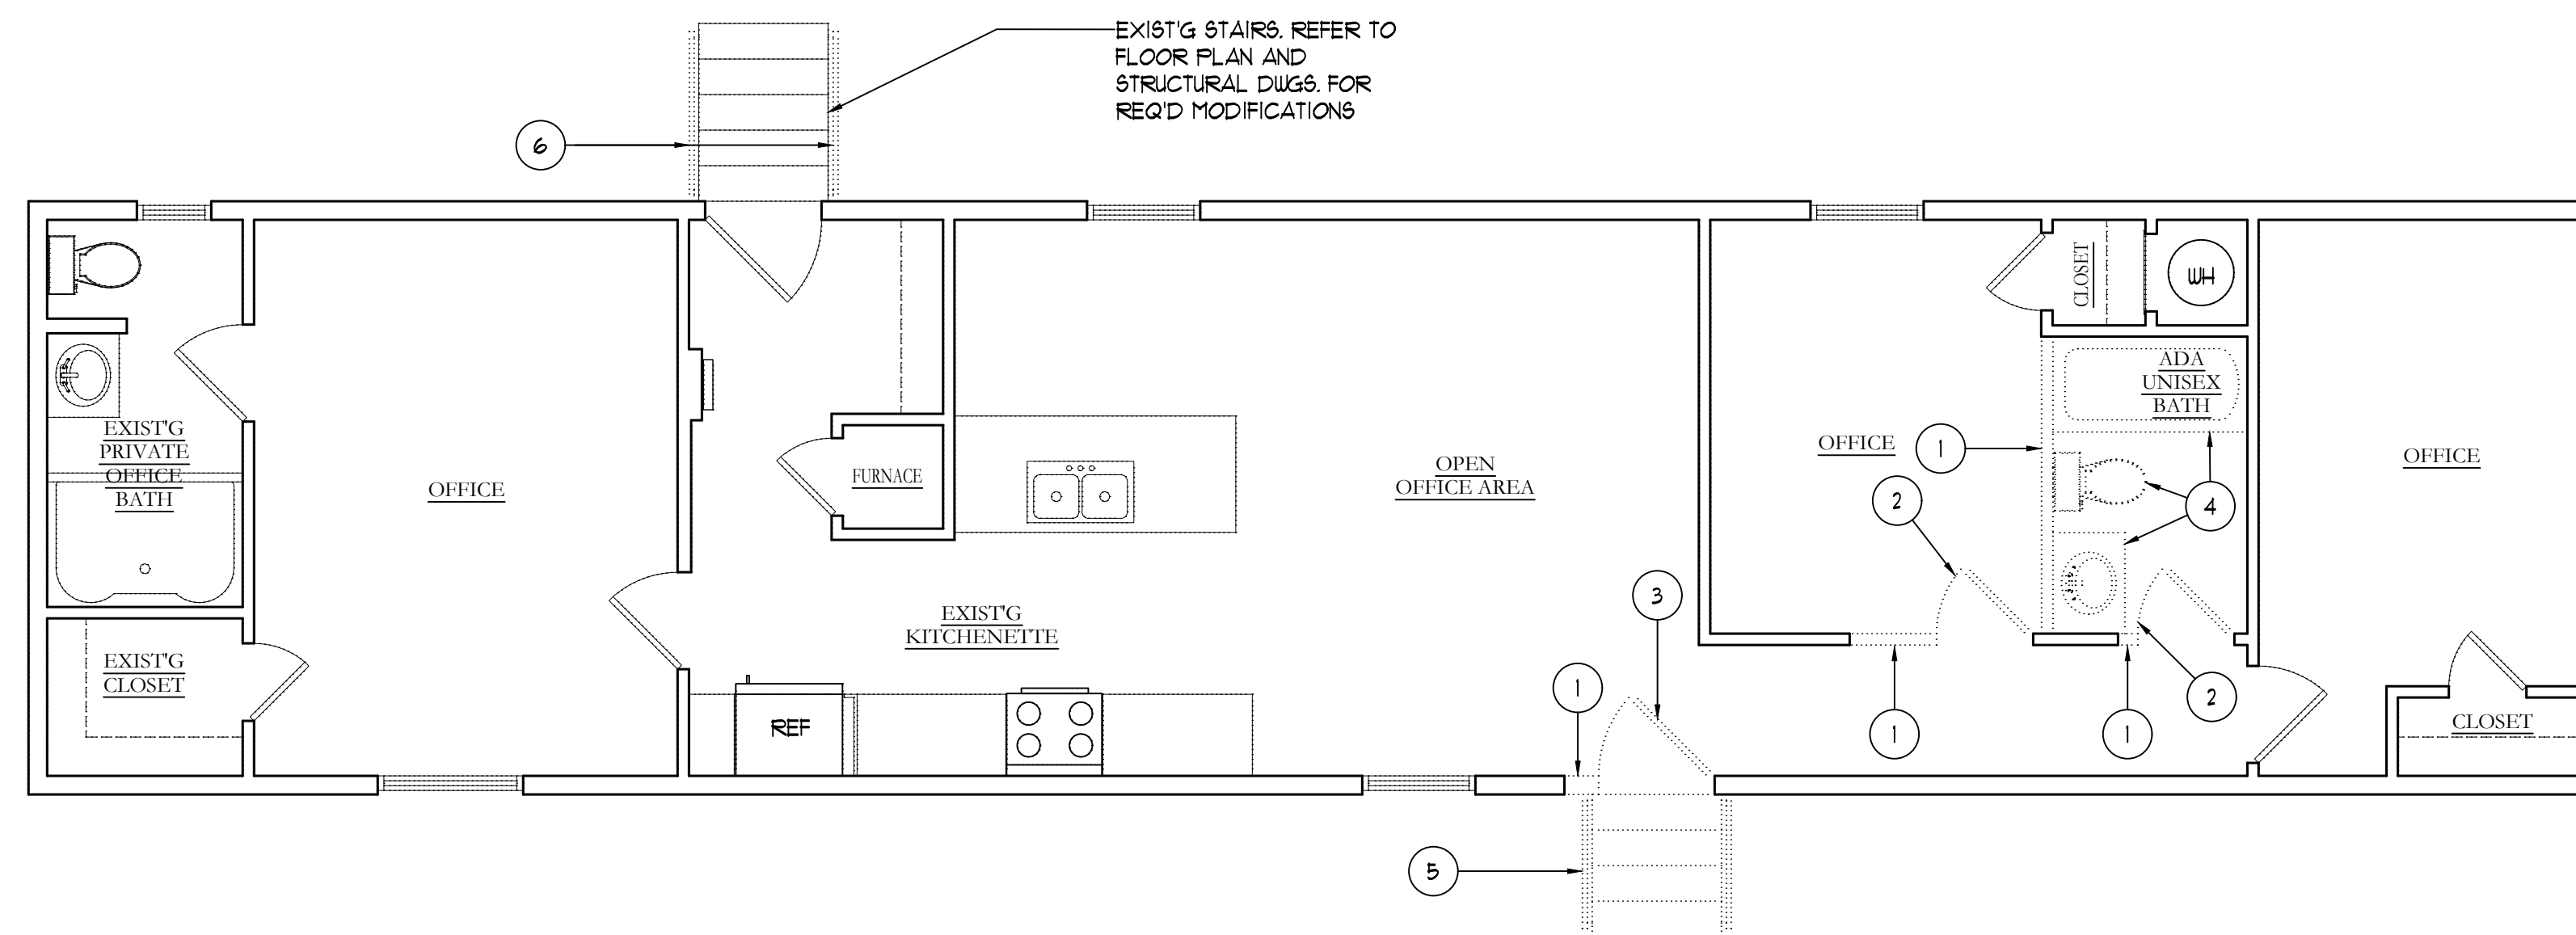 EXIST'G STAIRS. REFER TO
FLOOR PLAN AND
STRUCTURAL DWGS. FOR
REQ'D MODIFICATIONS
6
EXIST'G
PRIVATE
OFFICE
BATH
EXIST'G
CLOSET
OFFICE
FURNACE
EXIST'G
KITCHENETTE
REF
OPEN
OFFICE AREA
3
1
5
OFFICE
1
2
CLOSET
WH
ADA
UNISEX
BATH
4
1
1
2
OFFICE
CLOSET